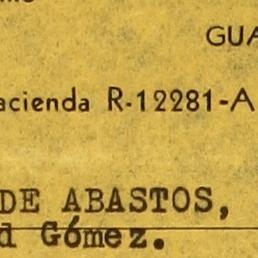 GUA
acienda R-12281-A
DE ABASTOS,
d Gómez.